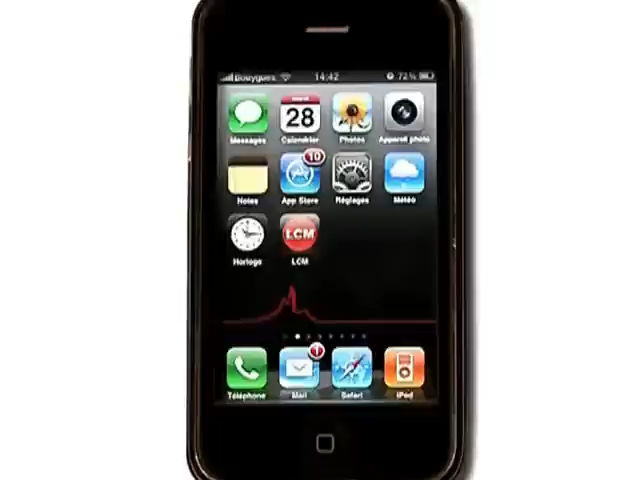 Bouygues 14:42 72 %
28
Messages Calendrier Photos Appareil photo
10
Notes App Store Réglages Météo
LCM
Horloge LCM
1
Téléphone Mail Safari iPod